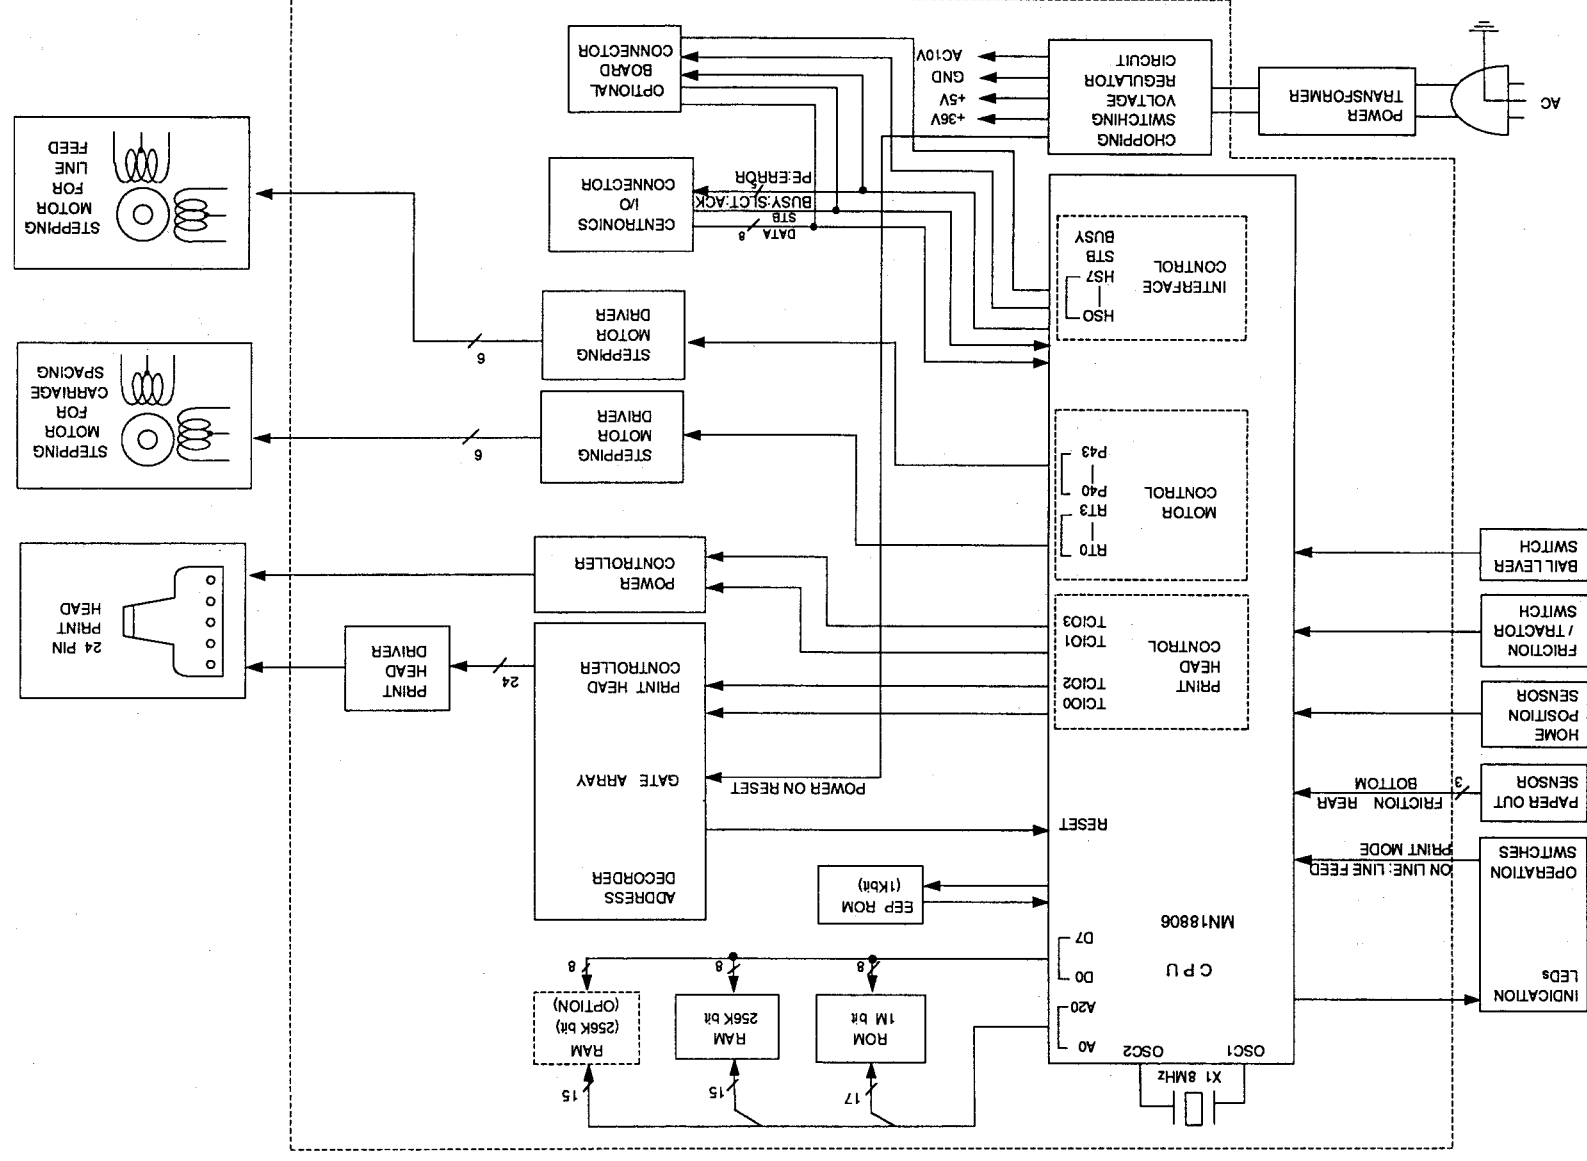 X1 8MHz
OSC1
OSC2
A0
A20
D0
D7
CPU
MN18806
17
15
15
ROM
1M bit
RAM
256K bit
RAM
(256K bit)
(OPTION)
8
8
8
INDICATION
LEDs
OPERATION
SWITCHES
ON LINE:LINE FEED
PRINT MODE
EEP ROM
(1Kbit)
ADDRESS
DECORDER
RESET
PAPER OUT
SENSOR
3
FRICTION REAR
BOTTOM
POWER ON RESET
GATE ARRAY
HOME
POSITION
SENSOR
PRINT
HEAD
CONTROL
TCIO0
TCIO2
TCIO1
TCIO3
PRINT HEAD
CONTROLLER
24
PRINT
HEAD
DRIVER
24 PIN
PRINT
HEAD
FRICTION
/ TRACTOR
SWITCH
POWER
CONTROLLER
BAIL LEVER
SWITCH
MOTOR
CONTROL
RT0
RT3
P40
P43
STEPPING
MOTOR
DRIVER
6
STEPPING
MOTOR
FOR
CARRIAGE
SPACING
STEPPING
MOTOR
DRIVER
6
STEPPING
MOTOR
FOR
LINE
FEED
INTERFACE
CONTROL
HSO
HS7
STB
BUSY
CENTRONICS
I/O
CONNECTOR
DATA
8
STB
BUSY:SLCT:ACK
5
PE:ERROR
AC
POWER
TRANSFORMER
CHOPPING
SWITCHING
VOLTAGE
REGULATOR
CIRCUIT
+36V
+5V
GND
AC10V
OPTIONAL
BOARD
CONNECTOR